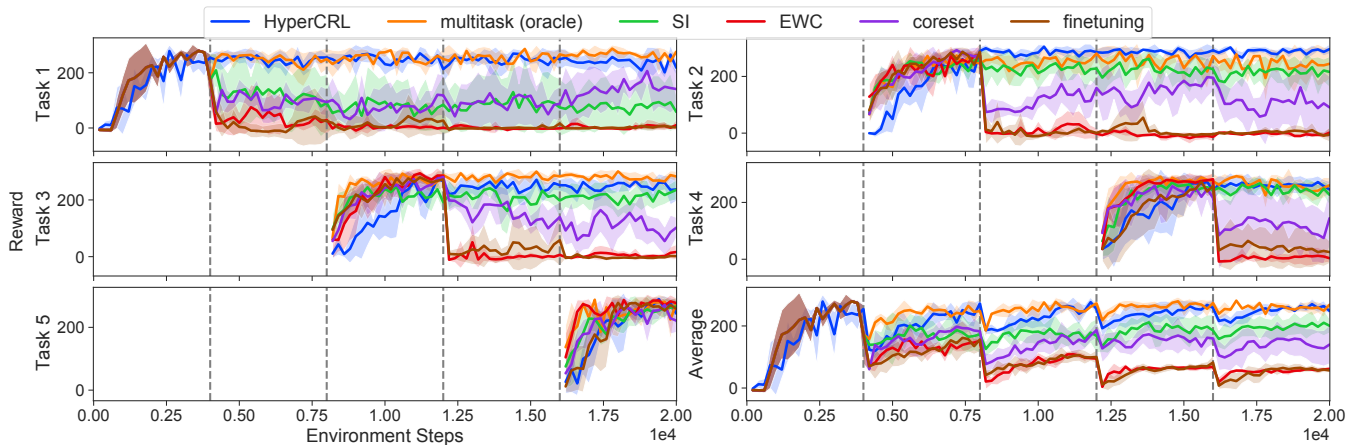 HyperCRL multitask (oracle) SI EWC coreset finetuning
Task 1
200
0
Task 2
200
0
Reward
Task 3
200
0
Task 4
200
0
Task 5
200
0
Average
200
0
0.00 0.25 0.50 0.75 1.00 1.25 1.50 1.75 2.00
1e4
Environment Steps
0.00 0.25 0.50 0.75 1.00 1.25 1.50 1.75 2.00
1e4
Environment Steps